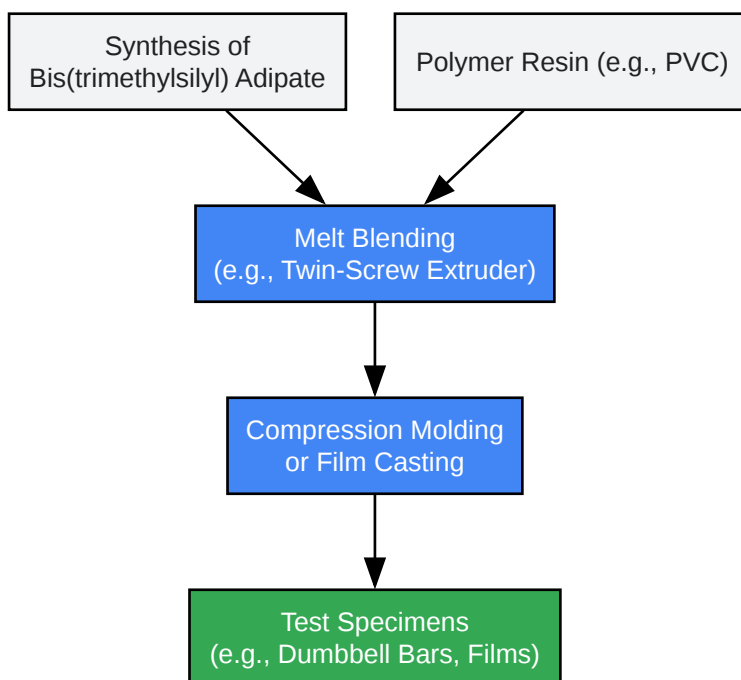 Synthesis of
Bis(trimethylsilyl) Adipate
Polymer Resin (e.g., PVC)
Melt Blending
(e.g., Twin-Screw Extruder)
Compression Molding
or Film Casting
Test Specimens
(e.g., Dumbbell Bars, Films)